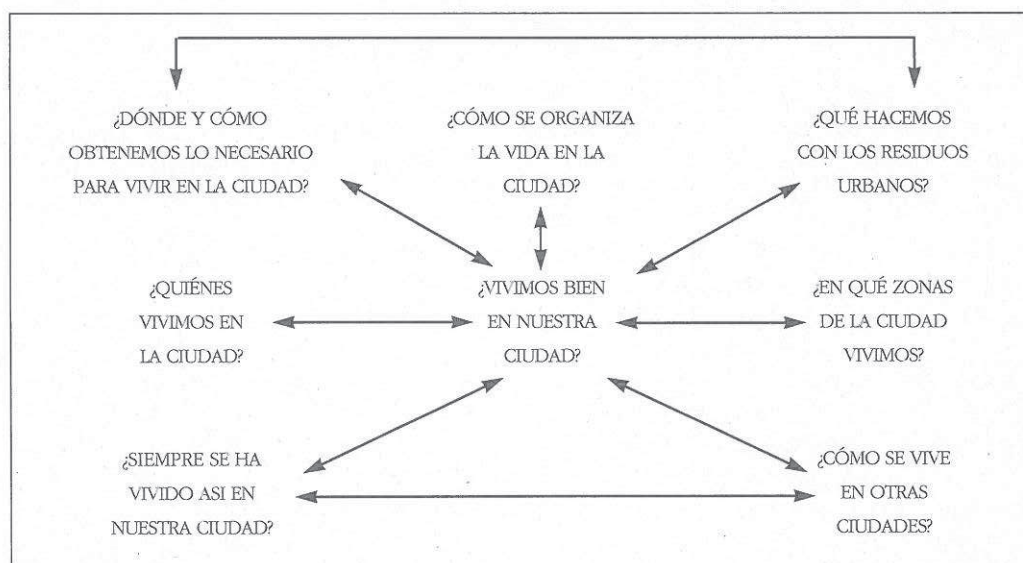 ¿DÓNDE Y CÓMO
OBTENEMOS LO NECESARIO
PARA VIVIR EN LA CIUDAD?
¿CÓMO SE ORGANIZA
LA VIDA EN LA
CIUDAD?
¿QUÉ HACEMOS
CON LOS RESIDUOS
URBANOS?
¿QUIÉNES
VIVIMOS EN
LA CIUDAD?
¿VIVIMOS BIEN
EN NUESTRA
CIUDAD?
¿EN QUÉ ZONAS
DE LA CIUDAD
VIVIMOS?
¿SIEMPRE SE HA
VIVIDO ASI EN
NUESTRA CIUDAD?
¿CÓMO SE VIVE
EN OTRAS
CIUDADES?